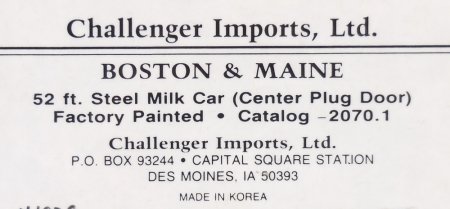 Challenger Imports, Ltd.
BOSTON & MAINE
52 ft. Steel Milk Car (Center Plug Door)
Factory Painted • Catalog -2070.1
Challenger Imports, Ltd.
P.O. BOX 93244 • CAPITAL SQUARE STATION
DES MOINES, IA 50393
MADE IN KOREA